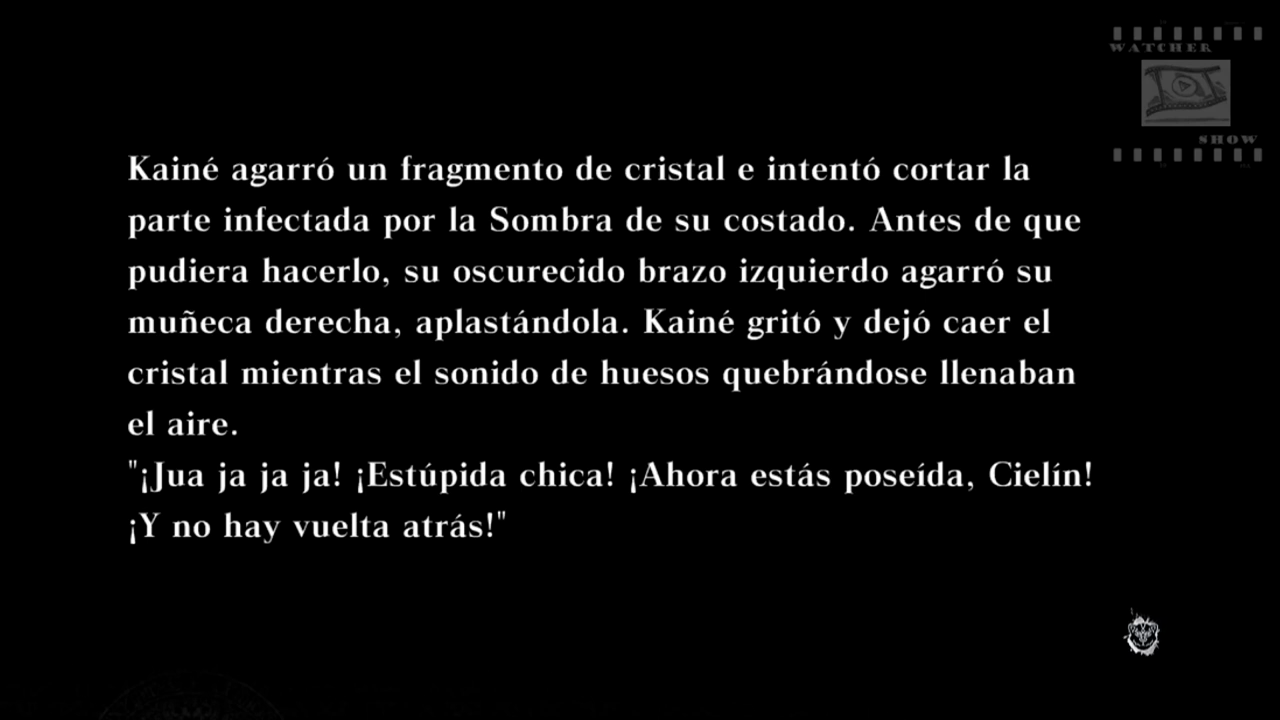 WATCHER
SHOW
Kainé agarró un fragmento de cristal e intentó cortar la
parte infectada por la Sombra de su costado. Antes de que
pudiera hacerlo, su oscurecido brazo izquierdo agarró su
muñeca derecha, aplastándola. Kainé gritó y dejó caer el
cristal mientras el sonido de huesos quebrándose llenaban
el aire.
"¡Jua ja ja ja! ¡Estúpida chica! ¡Ahora estás poseída, Cielín!
¡Y no hay vuelta atrás!"